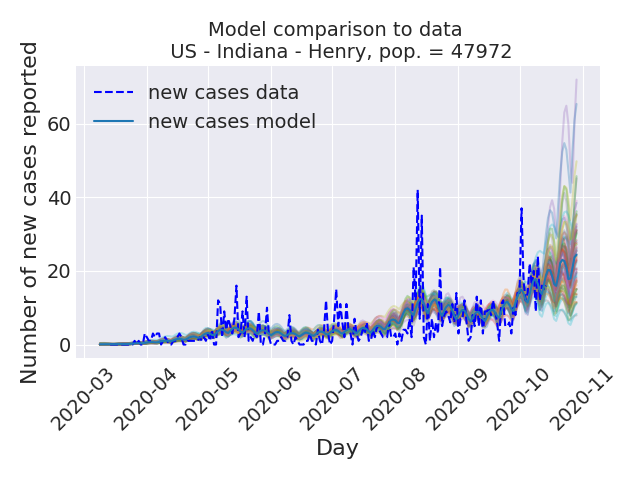 Model comparison to data
US - Indiana - Henry, pop. = 47972
new cases data
new cases model
Number of new cases reported
60
40
20
0
2020-03
2020-04
2020-05
2020-06
2020-07
2020-08
2020-09
2020-10
2020-11
Day